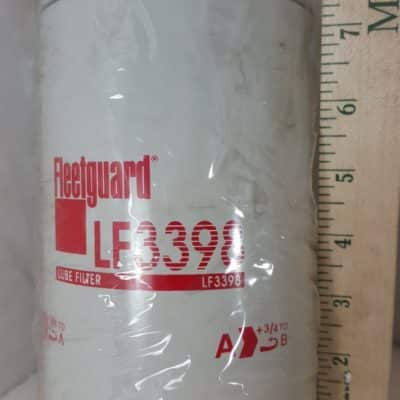 Fleetguard®
LF3398
LUBE FILTER LF3398
A +3/4 TO B
7
6
5
4
3
2
M